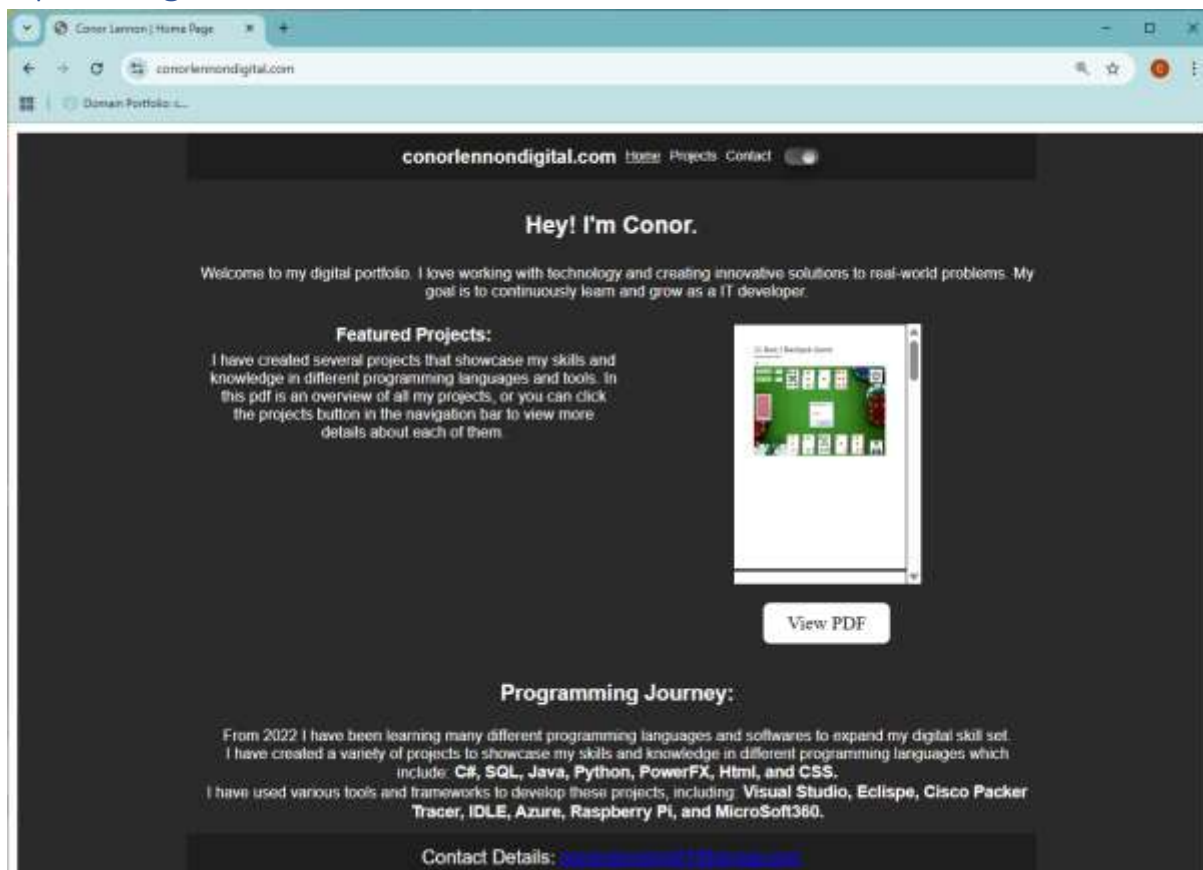 Conor Lennon | Home Page
conorlennondigital.com
Domain Portfolio
conorlennondigital.com Home Projects Contact
Hey! I'm Conor.
Welcome to my digital portfolio. I love working with technology and creating innovative solutions to real-world problems. My
goal is to continuously learn and grow as a IT developer.
Featured Projects:
I have created several projects that showcase my skills and
knowledge in different programming languages and tools. In
this pdf is an overview of all my projects, or you can click
the projects button in the navigation bar to view more
details about each of them.
View PDF
Programming Journey:
From 2022 I have been learning many different programming languages and softwares to expand my digital skill set.
I have created a variety of projects to showcase my skills and knowledge in different programming languages which
include: C#, SQL, Java, Python, PowerFX, Html, and CSS.
I have used various tools and frameworks to develop these projects, including: Visual Studio, Eclispe, Cisco Packer
Tracer, IDLE, Azure, Raspberry Pi, and MicroSoft360.
Contact Details: